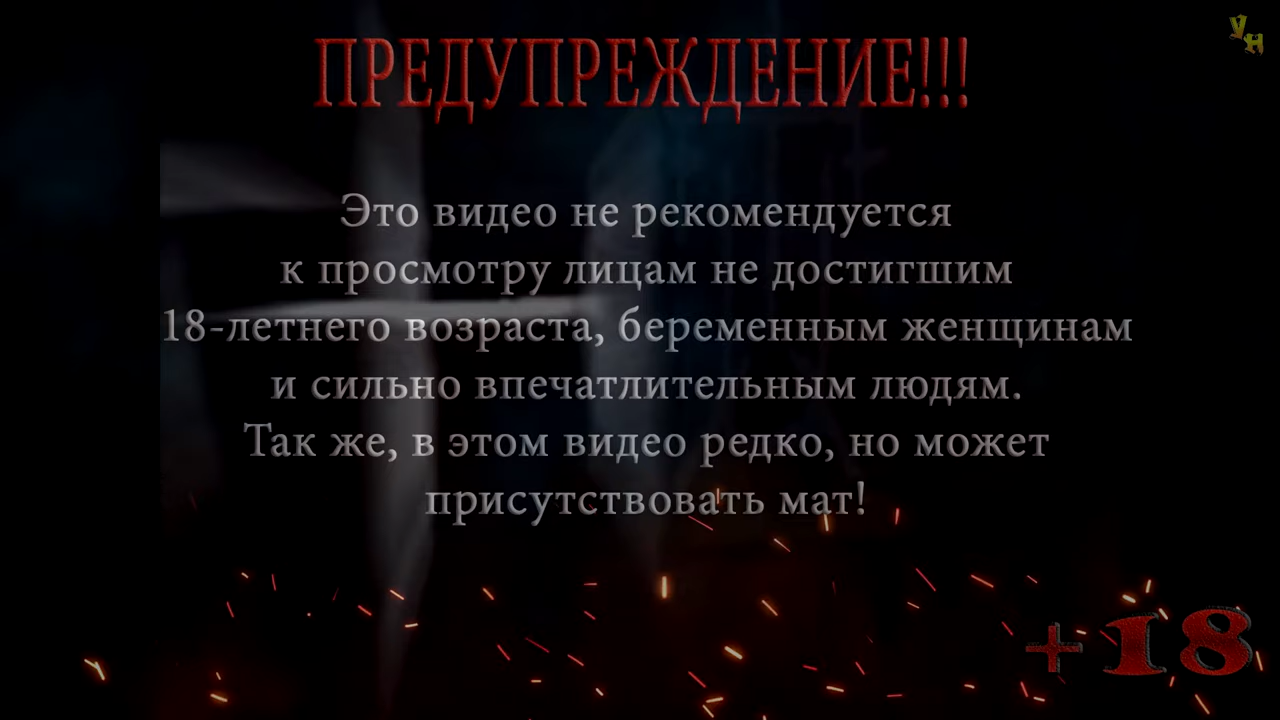 УН
ПРЕДУПРЕЖДЕНИЕ!!!
Это видео не рекомендуется
к просмотру лицам не достигшим
18-летнего возраста, беременным женщинам
и сильно впечатлительным людям.
Так же, в этом видео редко, но может
присутствовать мат!
+18